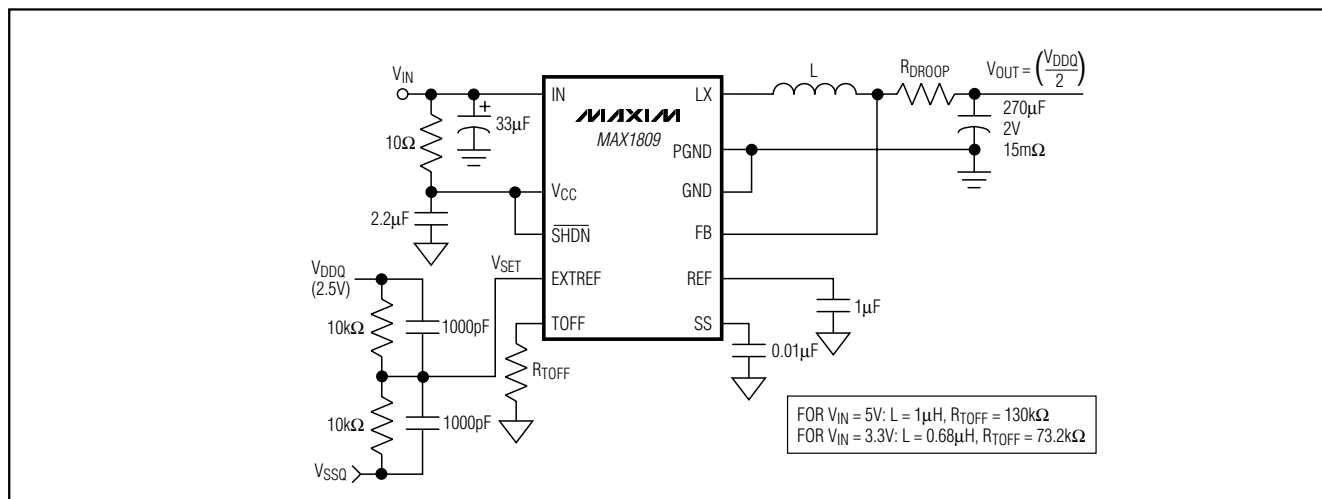 V_IN
10Ω
+
33μF
2.2μF
V_DDQ
(2.5V)
10kΩ
1000pF
10kΩ
1000pF
V_SSQ
V_SET
R_TOFF
IN
V_CC
SHDN
EXTREF
TOFF
MAXIM
MAX1809
LX
PGND
GND
FB
REF
SS
L
R_DROOP
V_OUT = (V_DDQ/2)
270μF
2V
15mΩ
1μF
0.01μF
FOR V_IN = 5V: L = 1μH, R_TOFF = 130kΩ
FOR V_IN = 3.3V: L = 0.68μH, R_TOFF = 73.2kΩ